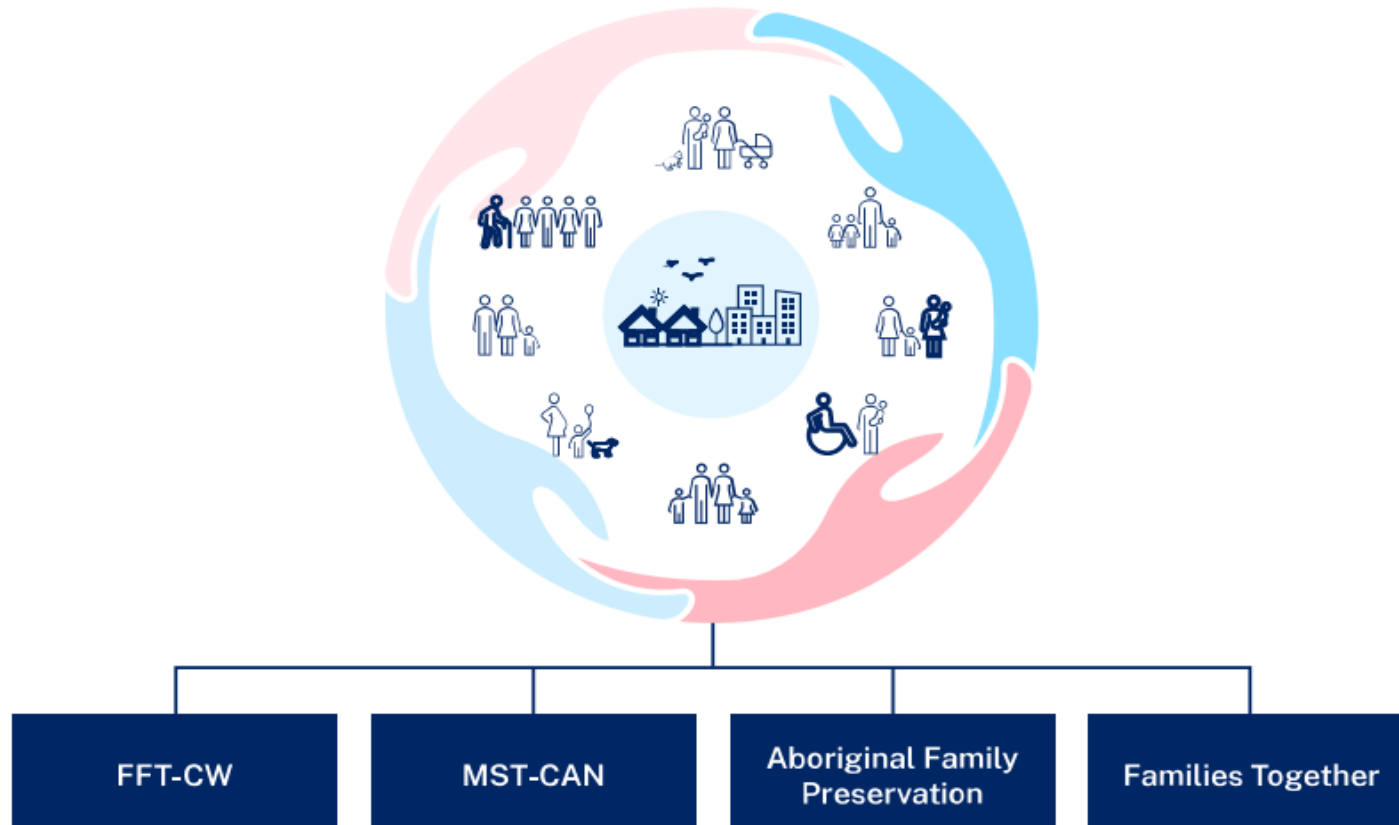 FFT-CW
MST-CAN
Aboriginal Family
Preservation
Families Together